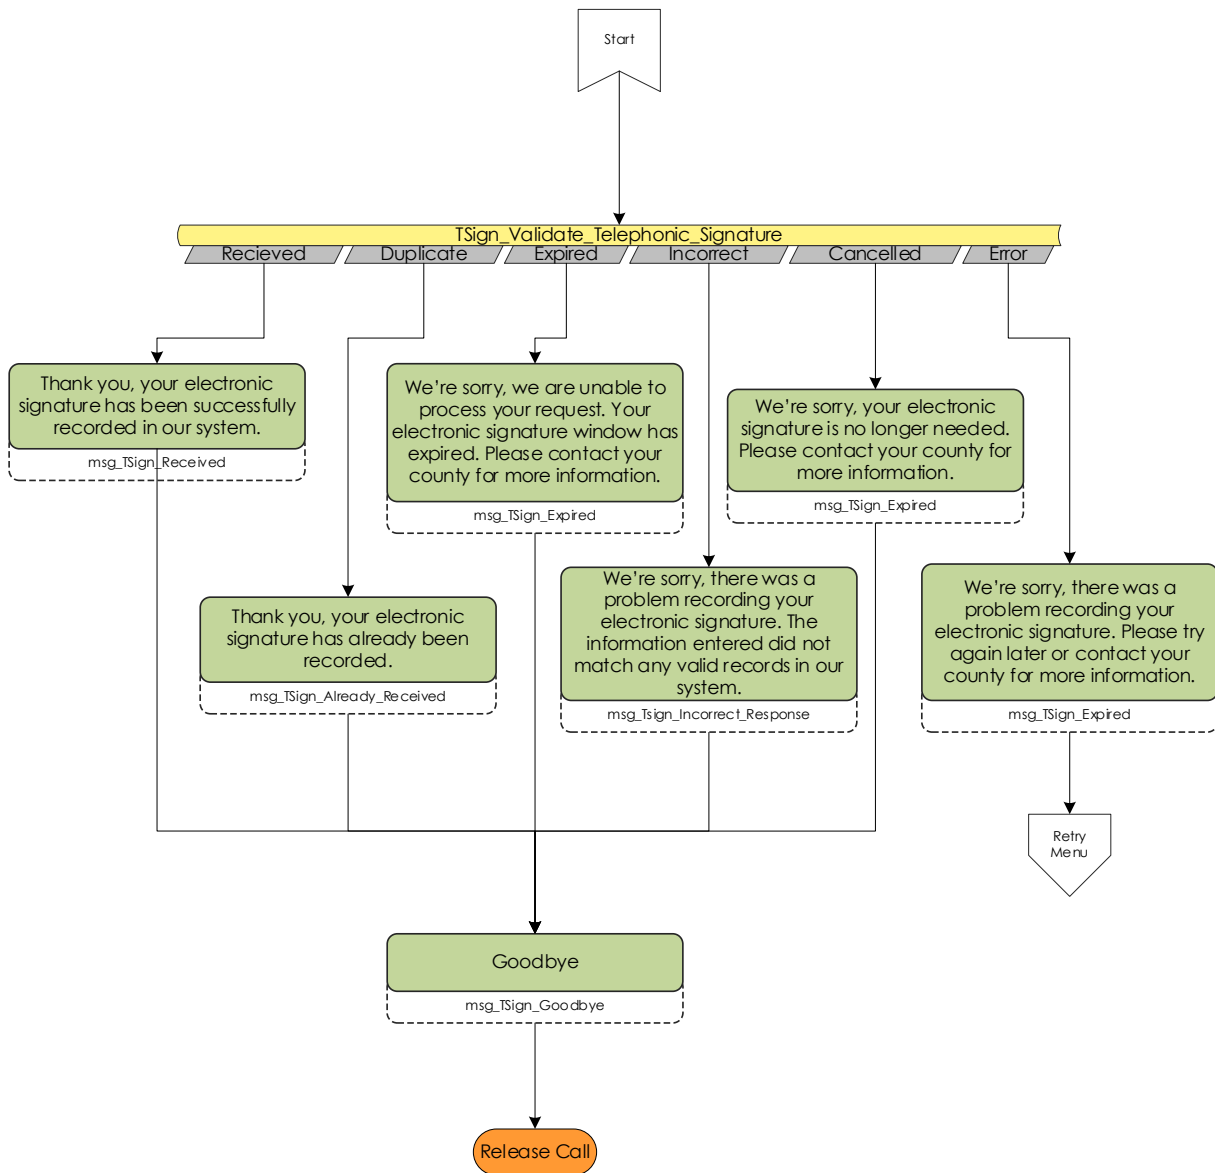 Start
TSign_Validate_Telephonic_Signature
Recieved
Duplicate
Expired
Incorrect
Cancelled
Error
Thank you, your electronic
signature has been successfully
recorded in our system.
msg_TSign_Received
We're sorry, we are unable to
process your request. Your
electronic signature window has
expired. Please contact your
county for more information.
msg_TSign_Expired
We're sorry, your electronic
signature is no longer needed.
Please contact your county for
more information.
msg_TSign_Expired
Thank you, your electronic
signature has already been
recorded.
msg_TSign_Already_Received
We're sorry, there was a
problem recording your
electronic signature. The
information entered did not
match any valid records in our
system.
msg_Tsign_Incorrect_Response
We're sorry, there was a
problem recording your
electronic signature. Please try
again later or contact your
county for more information.
msg_TSign_Expired
Retry
Menu
Goodbye
msg_TSign_Goodbye
Release Call